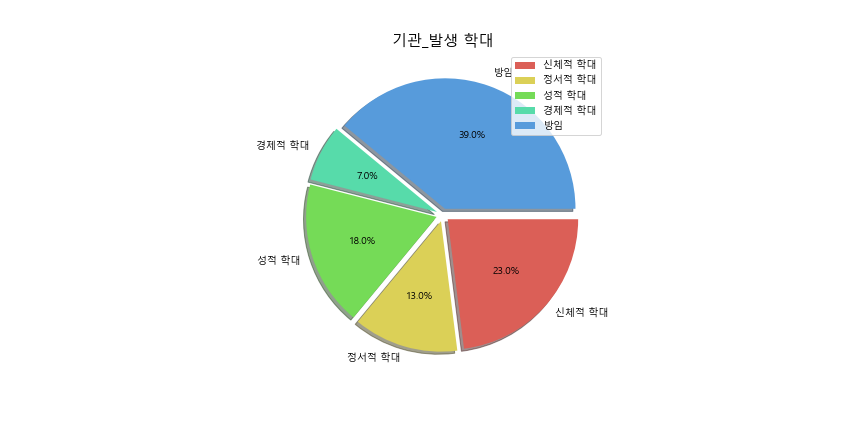 기관_발생 학대
방임
신체적 학대
정서적 학대
성적 학대
경제적 학대
방임
39.0%
경제적 학대
7.0%
성적 학대
18.0%
23.0%
13.0%
신체적 학대
정서적 학대